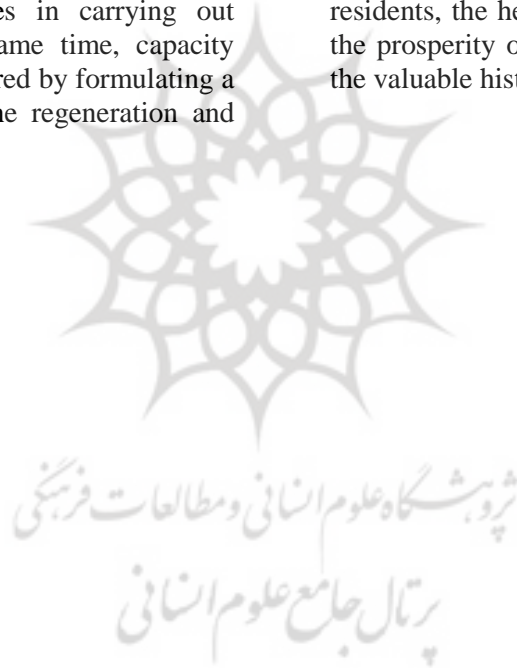 es in carrying out
ame time, capacity
red by formulating a
ne regeneration and
residents, the he
the prosperity o
the valuable hist
پژوهشگاه علوم انسانی و مطالعات فرهنگی
پرتال جامع علوم انسانی